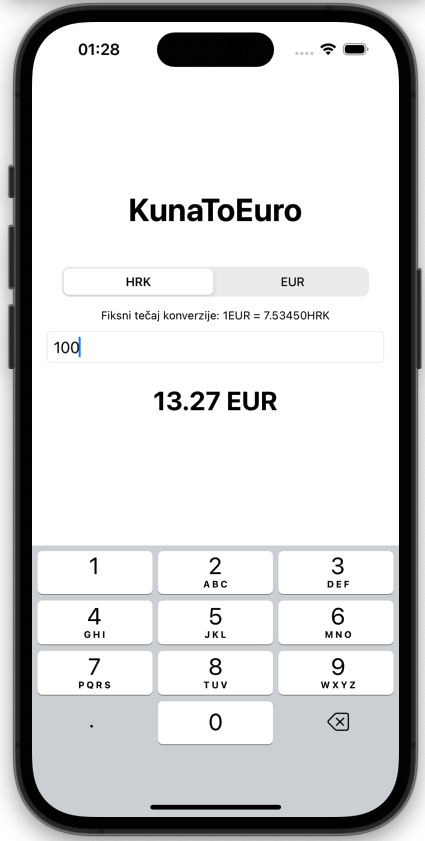 01:28
KunaToEuro
HRK EUR
Fiksni tečaj konverzije: 1EUR = 7.53450HRK
100
13.27 EUR
1 2 3
ABC DEF
4 5 6
GHI JKL MNO
7 8 9
PQRS TUV WXYZ
. 0